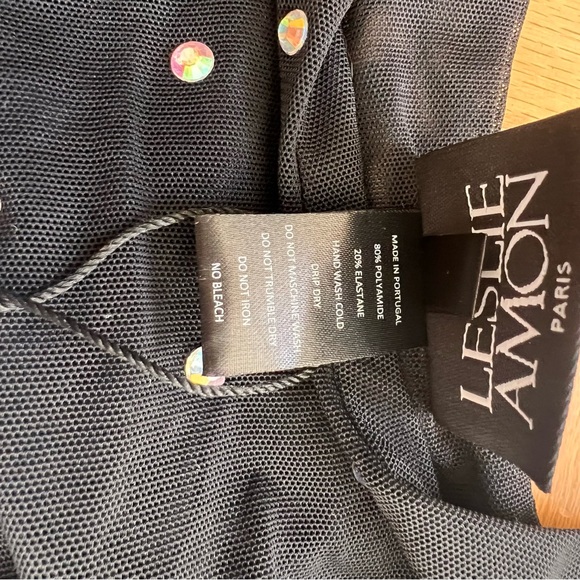 LESLIE
AMON
PARIS
MADE IN PORTUGAL
80% POLYAMIDE
20% ELASTANE
HAND WASH COLD
DRIP DRY
DO NOT MASCHINE WASH
DO NOT TRUMBLE DRY
DO NOT IRON
NO BLEACH